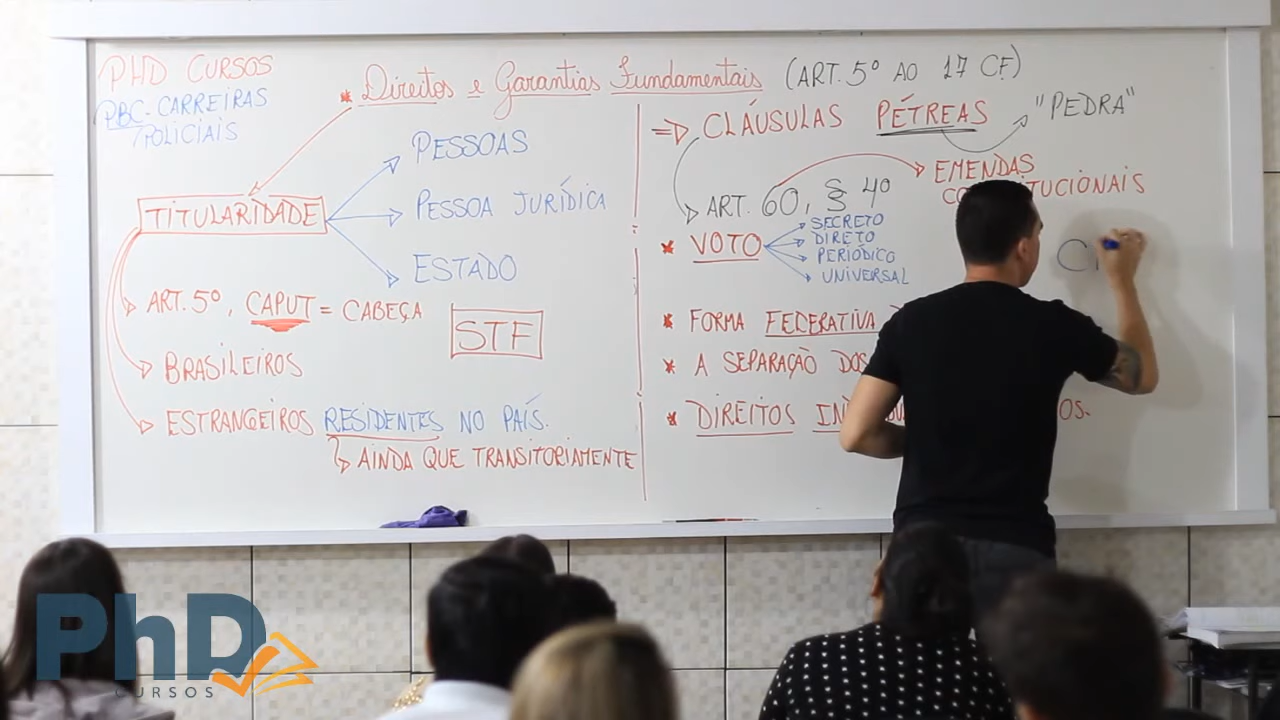 PHD CURSOS
PBC-CARREIRAS
POLICIAIS
* Direitos e Garantias Fundamentais (ART. 5º AO 17 CF)
TITULARIDADE
PESSOAS
PESSOA JURÍDICA
ESTADO
ART. 5º, CAPUT = CABEÇA
STF
BRASILEIROS
ESTRANGEIROS RESIDENTES NO PAÍS.
AINDA QUE TRANSITORIAMENTE
CLÁUSULAS PÉTREAS
"PEDRA"
EMENDAS
ART. 60, § 4º
* VOTO
SECRETO
DIRETO
PERIÓDICO
UNIVERSAL
* FORMA FEDERATIVA
* A SEPARAÇÃO DOS
* DIREITOS
PhD
CURSOS